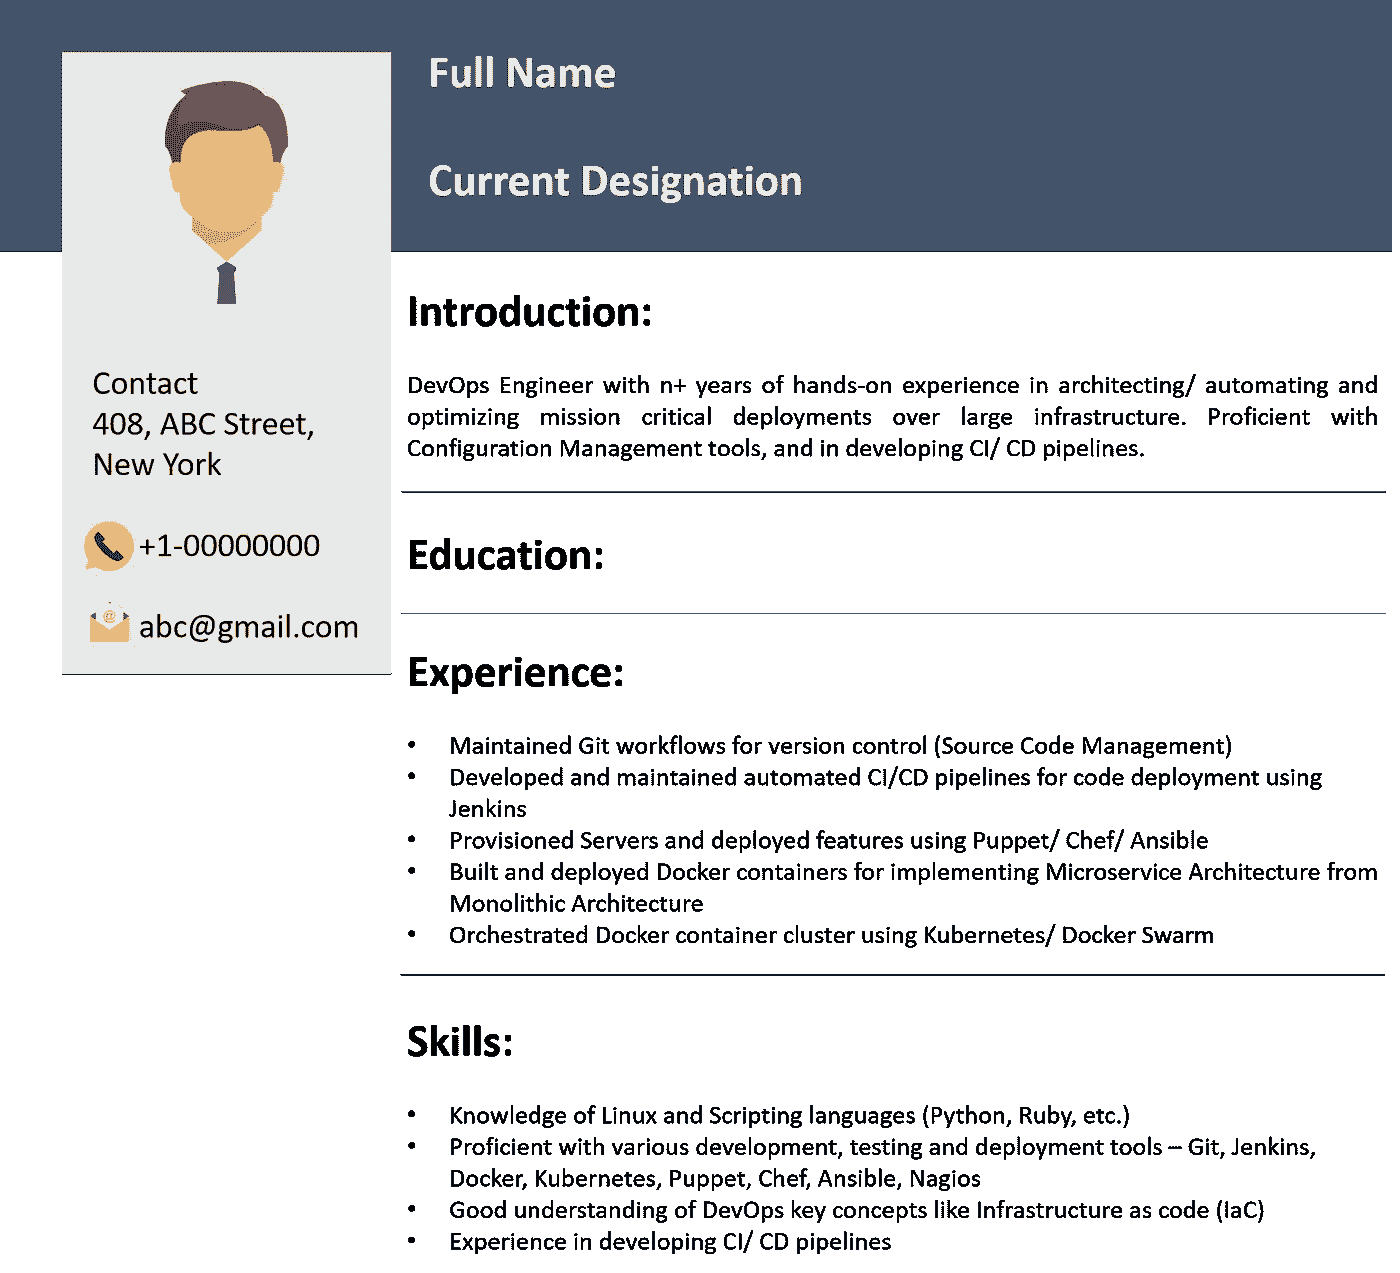 Full Name
Current Designation
Contact
408, ABC Street,
New York
+1-00000000
@
abc@gmail.com
Introduction:
DevOps Engineer with n+ years of hands-on experience in architecting/ automating and
optimizing mission critical deployments over large infrastructure. Proficient with
Configuration Management tools, and in developing CI/ CD pipelines.
Education:
Experience:
• Maintained Git workflows for version control (Source Code Management)
• Developed and maintained automated CI/CD pipelines for code deployment using
Jenkins
• Provisioned Servers and deployed features using Puppet/ Chef/ Ansible
• Built and deployed Docker containers for implementing Microservice Architecture from
Monolithic Architecture
• Orchestrated Docker container cluster using Kubernetes/ Docker Swarm
Skills:
• Knowledge of Linux and Scripting languages (Python, Ruby, etc.)
• Proficient with various development, testing and deployment tools – Git, Jenkins,
Docker, Kubernetes, Puppet, Chef, Ansible, Nagios
• Good understanding of DevOps key concepts like Infrastructure as code (IaC)
• Experience in developing CI/ CD pipelines